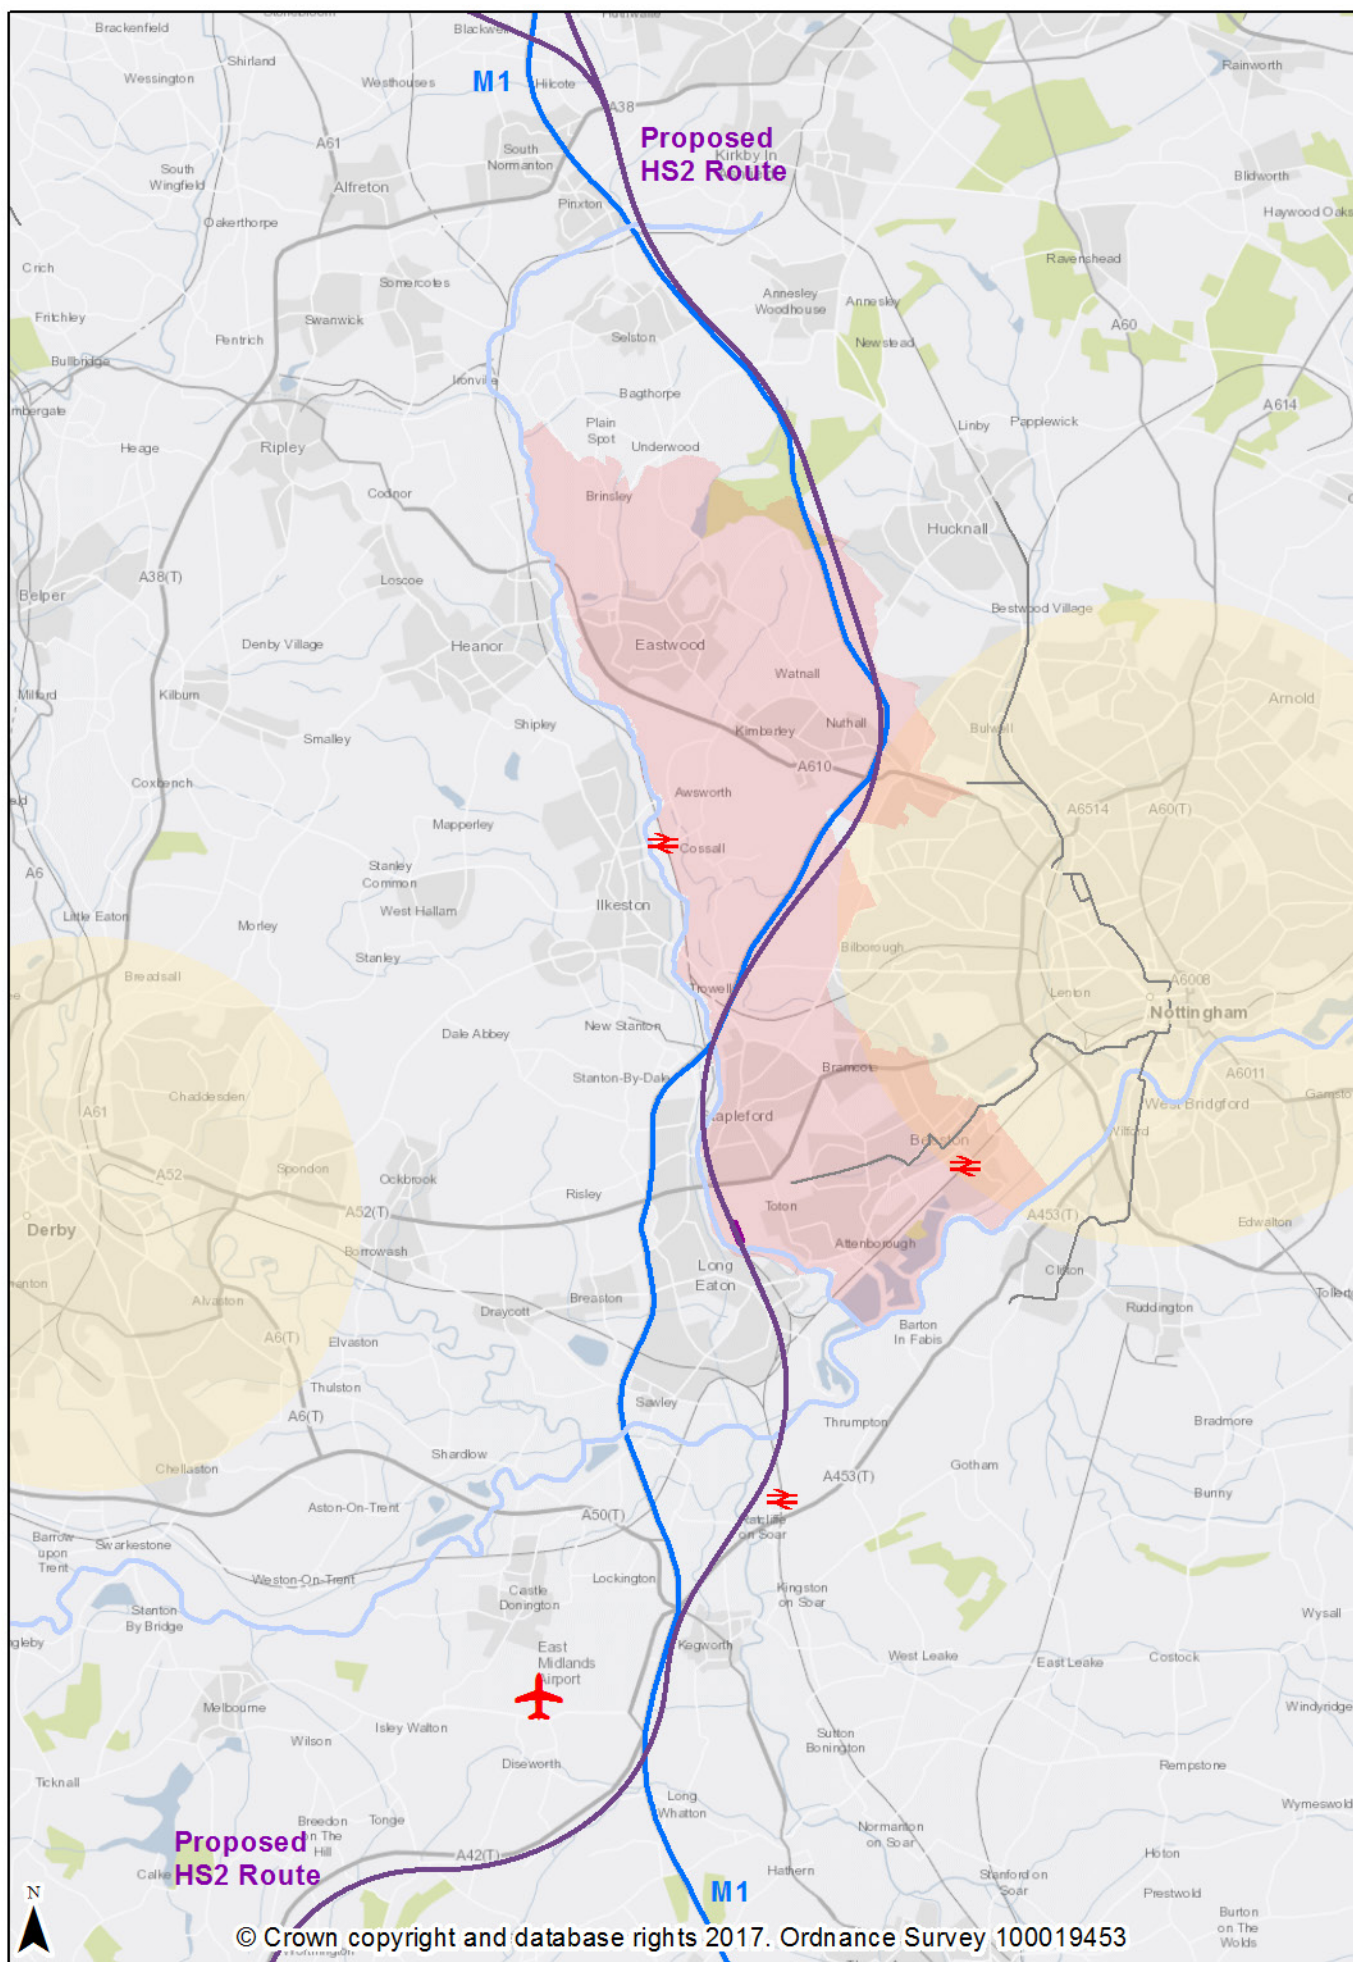 Brackenfield
Shirland
Blackwell
Rainworth
Wessington
Westhouses
M1
Hilcote
A38
A61
Proposed
HS2 Route
Kirkby In
South
Normanton
South
Wingfield
Alfreton
Blidworth
Pinxton
Oakerthorpe
Haywood Oaks
Crich
Ravenshead
Somercotes
Annesley
Woodhouse
Annesley
Fritchley
Swanwick
A60
Pentrich
Selston
Newstead
Bullbridge
Ironville
Bagthorpe
A614
mbergate
Plain
Spot
Linby
Papplewick
Heage
Ripley
Underwood
Codnor
Brinsley
Hucknall
A38(T)
Loscoe
Belper
Bestwood Village
Denby Village
Heanor
Eastwood
Watnall
Milford
Kilburn
Arnold
Shipley
Kimberley
Nuthall
Bulwell
Smalley
A610
Coxbench
Awsworth
A6514
A60(T)
Mapperley
Cossall
A6
Stanley
Common
Ilkeston
West Hallam
Little Eaton
Morley
Bilborough
Stanley
Breadsall
Trowell
Lenton
A6008
Nottingham
New Stanton
Dale Abbey
Bramcote
Stanton-By-Dale
A6011
Chaddesden
Gamsto
A61
Stapleford
West Bridgford
Wilford
Beeston
A52
Spondon
Ockbrook
Risley
Toton
A52(T)
A453(T)
Edwalton
Derby
Borrowash
Attenborough
Long
Eaton
Clifton
Alvaston
Breaston
Draycott
Ruddington
Tollert
A6(T)
Elvaston
Barton
In Fabis
Thulston
Sawley
A6(T)
Thrumpton
Bradmore
Shardlow
Gotham
Chellaston
A453(T)
Aston-On-Trent
A50(T)
Bunny
Ratcliffe
on Soar
Barrow
upon
Trent
Swarkestone
Weston-On-Trent
Lockington
Castle
Donington
Kingston
on Soar
Stanton
By Bridge
Wysall
ngleby
East
Midlands
Airport
Kegworth
West Leake
East Leake
Costock
Melbourne
Windyridge
Isley Walton
Wilson
Sutton
Bonington
Diseworth
Rempstone
Ticknall
Long
Whatton
Wymeswold
Breedon
on The
Hill
Tonge
Normanton
on Soar
Proposed
HS2 Route
A42(T)
Hoton
Calke
Hathern
Stanford on
Soar
Prestwold
M1
N
Burton
on The
Wolds
© Crown copyright and database rights 2017. Ordnance Survey 100019453